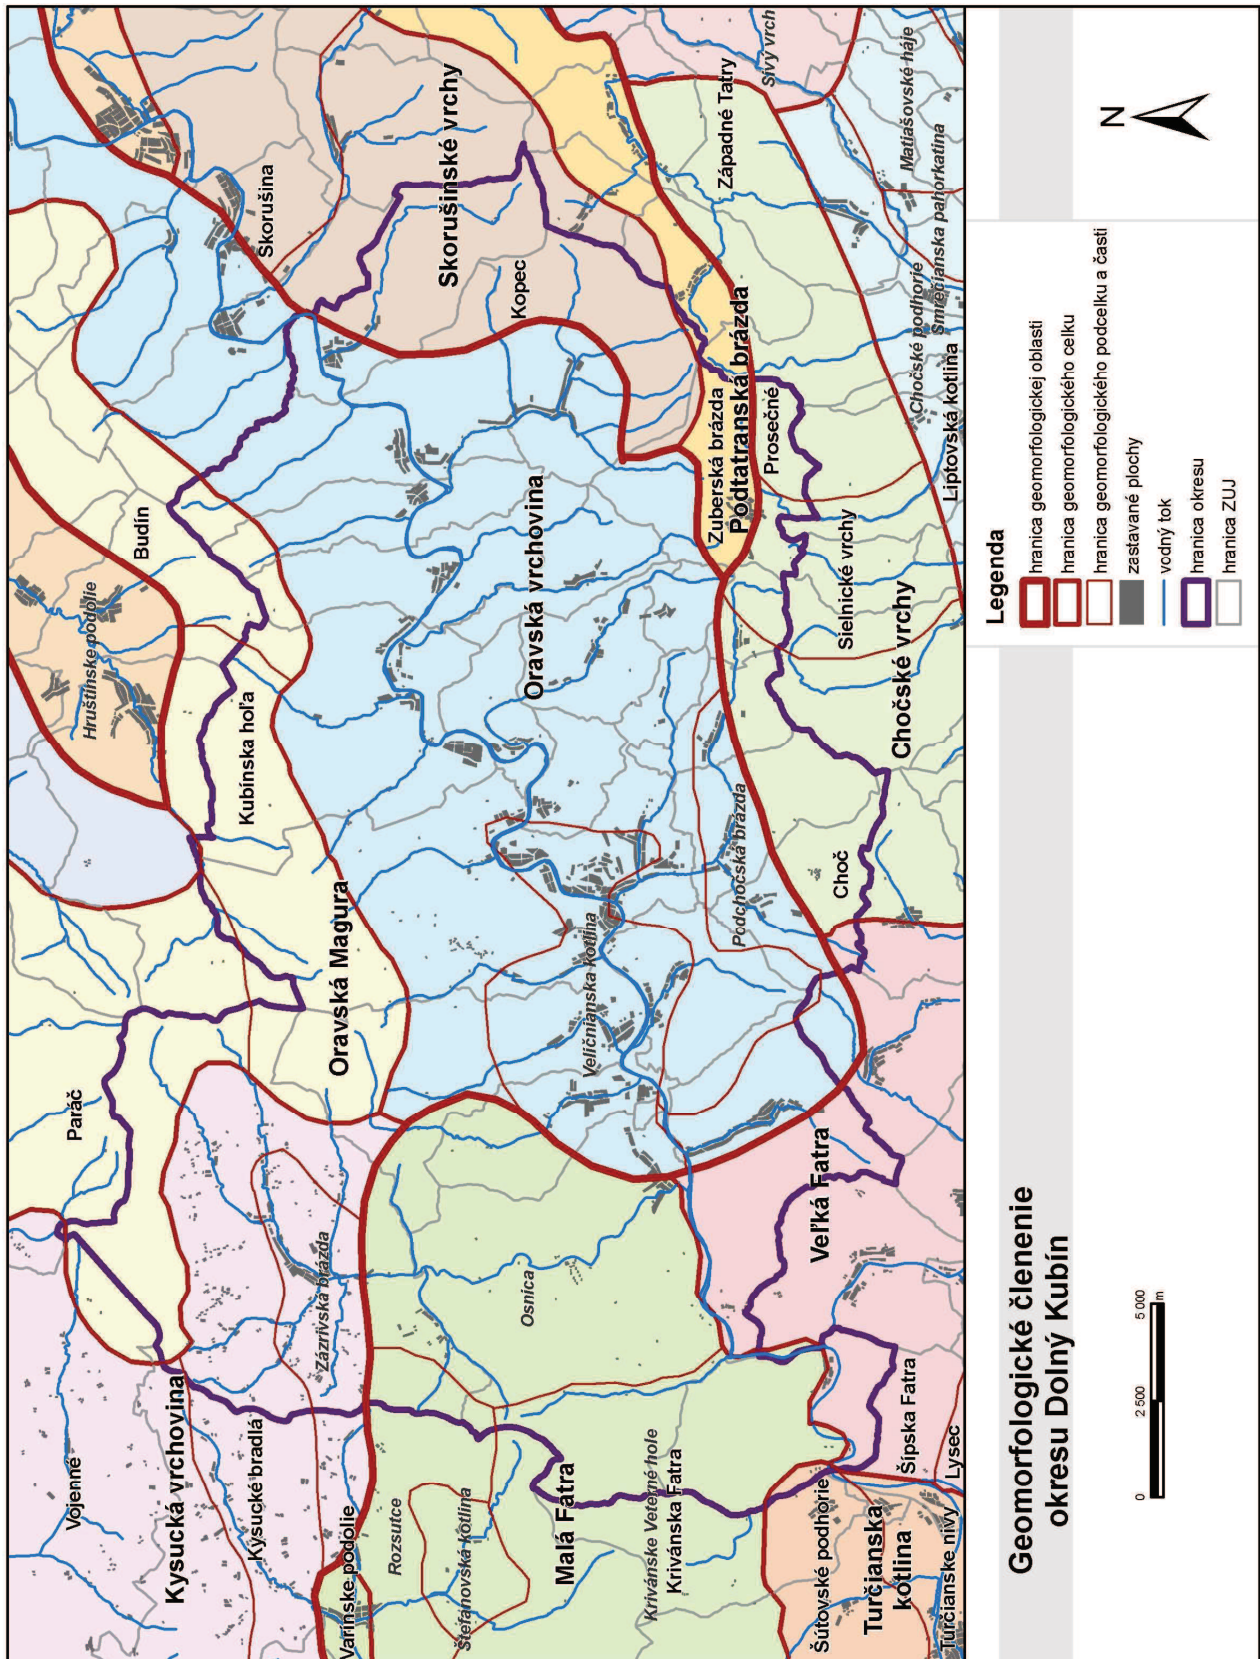 Vojenné
Paráč
Kysucká vrchovina
Kysucké bradlá
Zázrivská brázda
Varínske podolie
Rozsutce
Štefanovská kotlina
Malá Fatra
Osnica
Krivánske Veterné hole
Krivánska Fatra
Šútovské podhorie
Turčianska
kotlina
Turčianske nivy
Šípska Fatra
Lysec
Veľká Fatra
Oravská Magura
Kubínska hoľa
Hruštínske podolie
Budín
Veličnianska kotlina
Podchočská brázda
Choč
Oravská vrchovina
Chočské vrchy
Sielnické vrchy
Prosečné
Zuberská brázda
Podtatranská brázda
Skorušina
Skorušinské vrchy
Kopec
Západné Tatry
Sivý vrch
Matiašovské háje
Smrečianska pahorkatina
Chočské podhorie
Liptovská kotlina
Geomorfologické členenie
okresu Dolný Kubín
0 2 500 5 000
m
Legenda
hranica geomorfologickej oblasti
hranica geomorfologického celku
hranica geomorfologického podcelku a časti
zastavané plochy
vodný tok
hranica okresu
hranica ZUJ
N